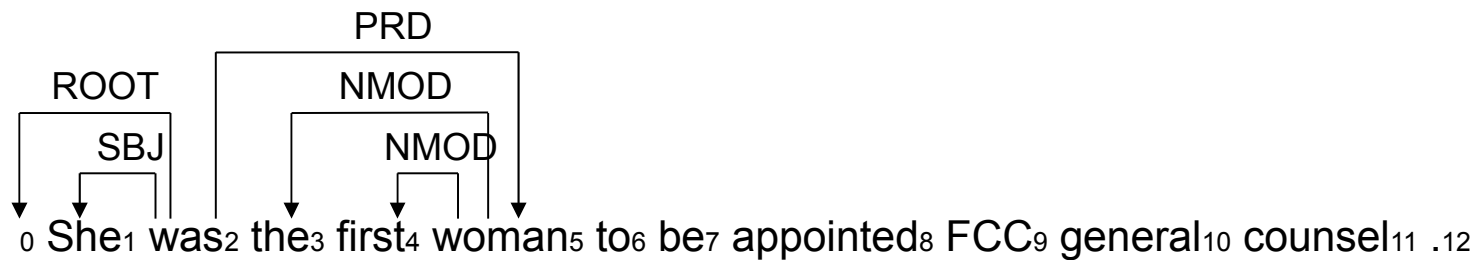 PRD
ROOT NMOD
SBJ NMOD
0 She1 was2 the3 first4 woman5 to6 be7 appointed8 FCC9 general10 counsel11 .12